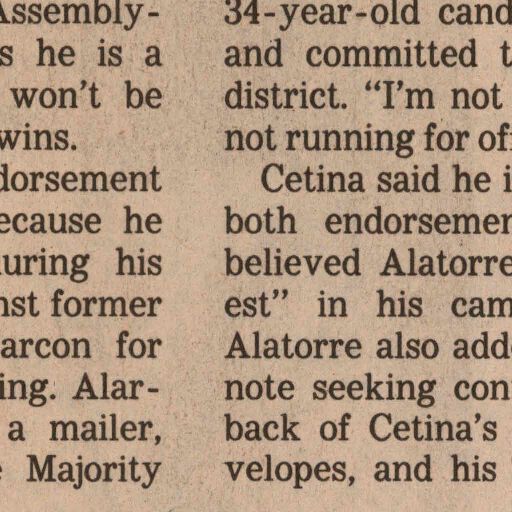 Assembly-
s he is a
won't be
wins.
dorsement
ecause he
uring his
nst former
arcon for
ing. Alar-
a mailer,
Majority
34-year-old cand
and committed t
district. "I'm not
not running for of
Cetina said he i
both endorsemen
believed Alatorre
est" in his cam
Alatorre also add
note seeking con
back of Cetina's
velopes, and his